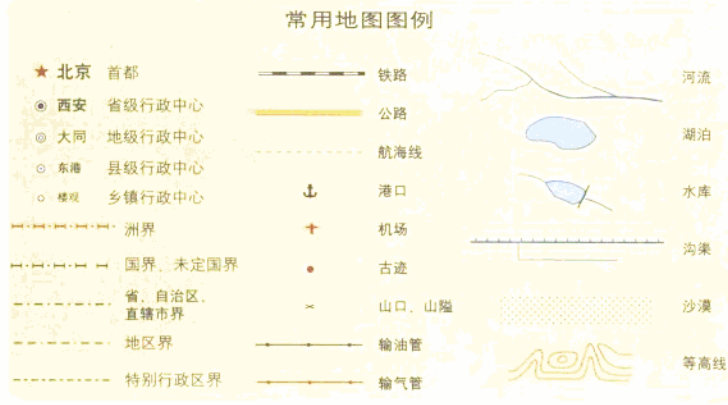 常用地图图例
北京 首都
西安 省级行政中心
大同 地级行政中心
东港 县级行政中心
楼观 乡镇行政中心
洲界
国界、未定国界
省、自治区、
直辖市界
地区界
特别行政区界
铁路
公路
航海线
港口
机场
古迹
山口、山隘
输油管
输气管
河流
湖泊
水库
沟渠
沙漠
等高线